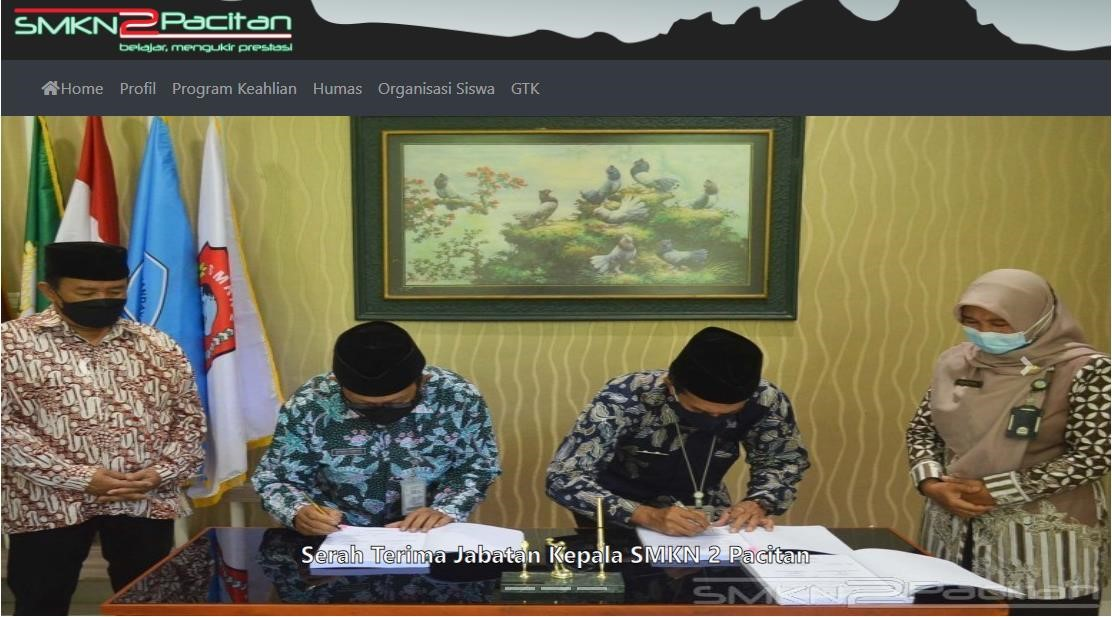 SMKN2Pacitan
belajar, mengukir prestasi
Home Profil Program Keahlian Humas Organisasi Siswa GTK
Serah Terima Jabatan Kepala SMKN 2 Pacitan
SMKN2Pacitan